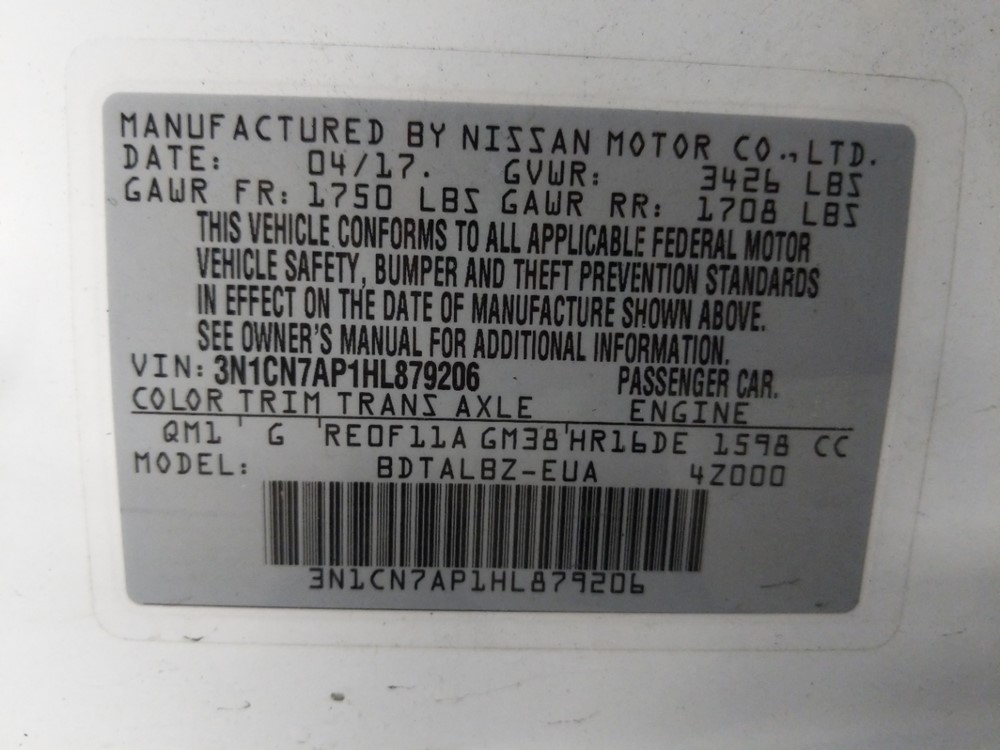 MANUFACTURED BY NISSAN MOTOR CO.,LTD.
DATE: 04/17. GVWR: 3426 LBS
GAWR FR: 1750 LBS GAWR RR: 1708 LBS
THIS VEHICLE CONFORMS TO ALL APPLICABLE FEDERAL MOTOR
VEHICLE SAFETY, BUMPER AND THEFT PREVENTION STANDARDS
IN EFFECT ON THE DATE OF MANUFACTURE SHOWN ABOVE.
SEE OWNER'S MANUAL FOR ADDITIONAL INFORMATION.
VIN: 3N1CN7AP1HL879206 PASSENGER CAR.
COLOR TRIM TRANS AXLE ENGINE
QM1 ' G 'RE0F11A GM38'HR16DE 1598 CC
MODEL: BDTALBZ-EUA 4Z000
3N1CN7AP1HL879206